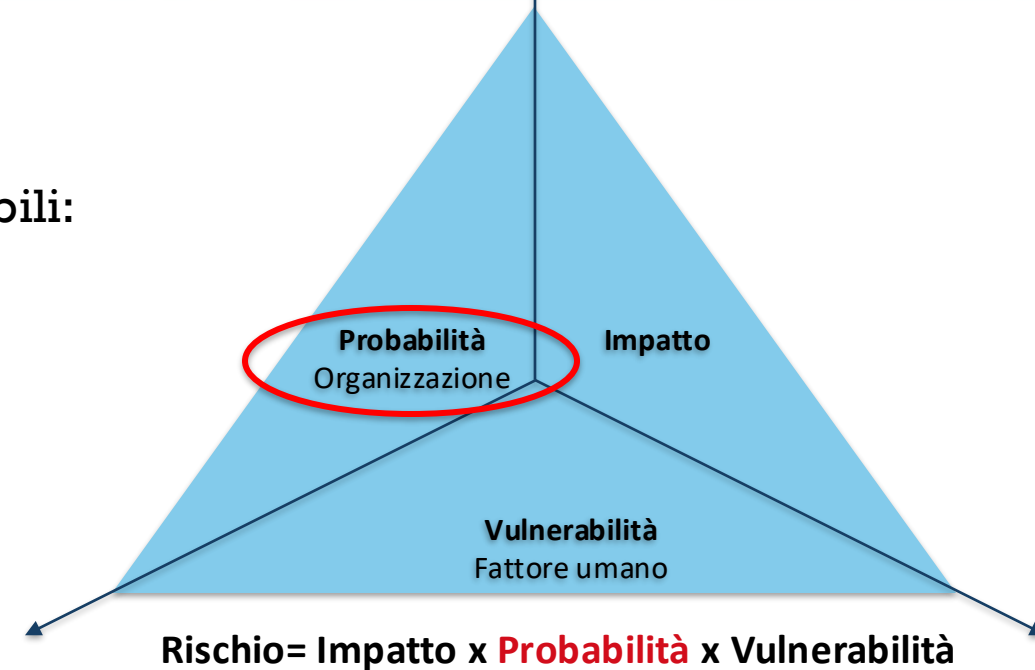 bili:
Probabilità
Organizzazione
Impatto
Vulnerabilità
Fattore umano
Rischio= Impatto x Probabilità x Vulnerabilità